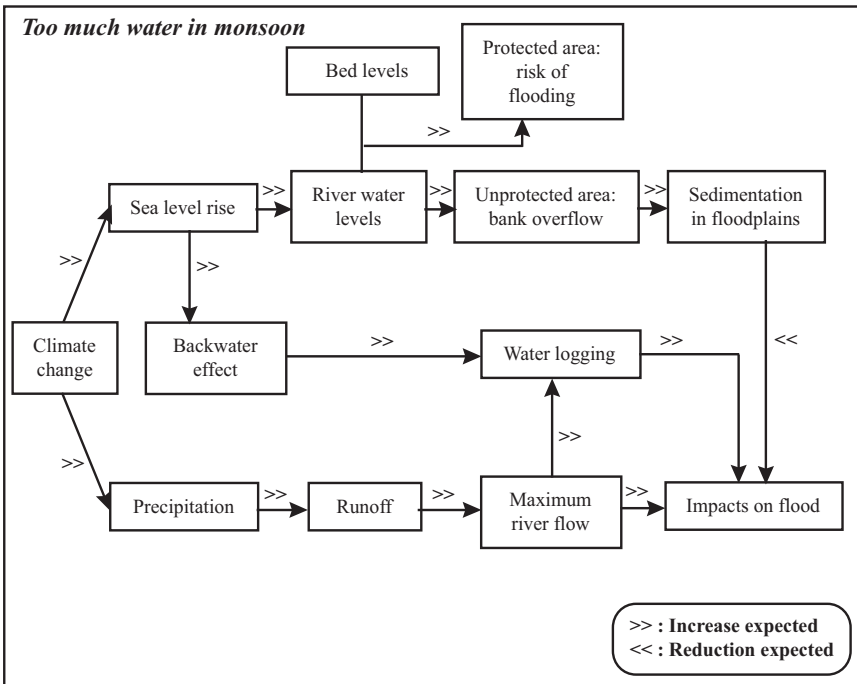 Too much water in monsoon
Bed levels
Protected area:
risk of
flooding
>>
Sea level rise
>>
River water
levels
>>
Unprotected area:
bank overflow
>>
Sedimentation
in floodplains
>>
>>
Climate
change
Backwater
effect
>>
Water logging
>>
<<
>>
>>
Precipitation
>>
Runoff
>>
Maximum
river flow
>>
Impacts on flood
>> : Increase expected
<< : Reduction expected